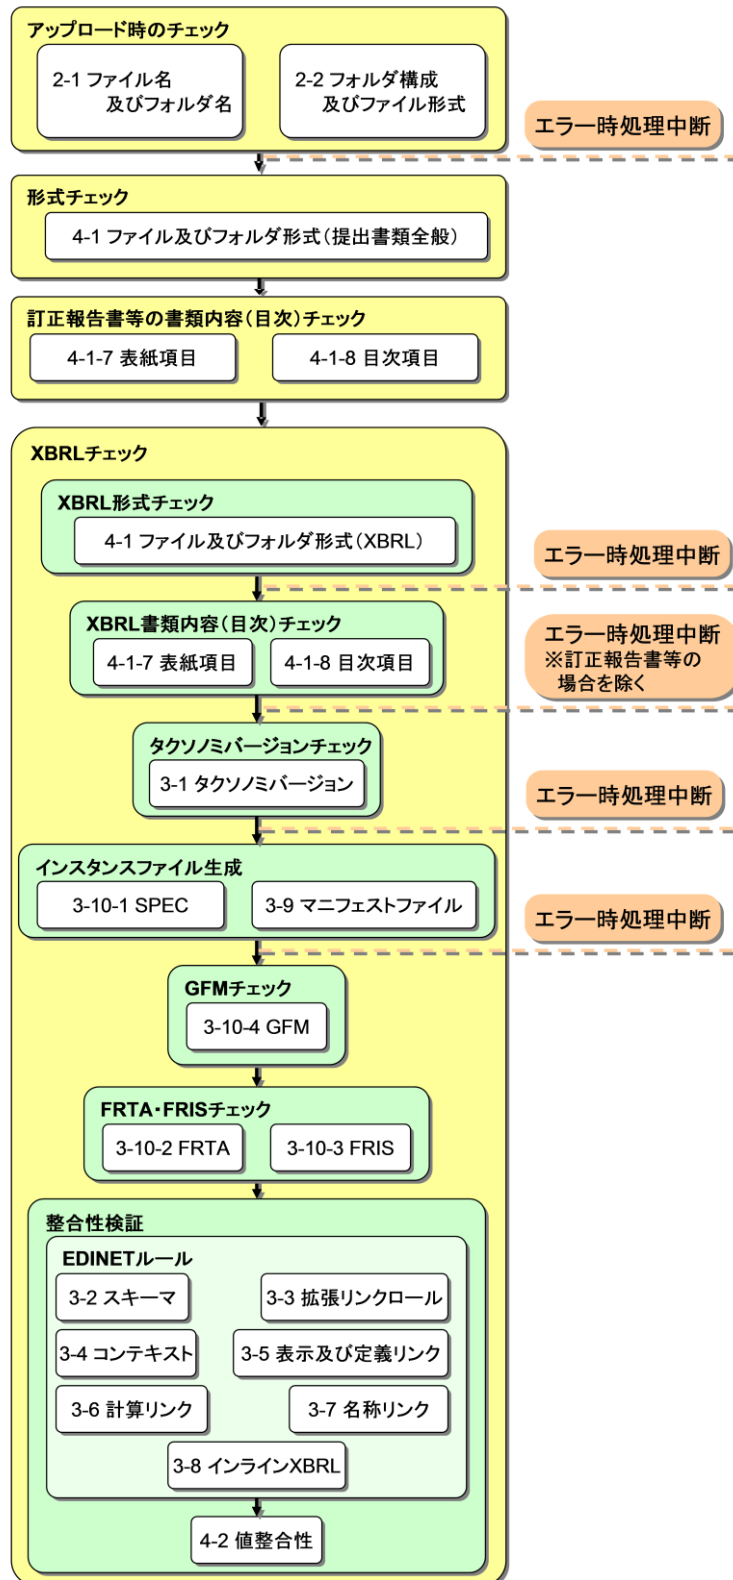 アップロード時のチェック
2-1 ファイル名
及びフォルダ名
2-2 フォルダ構成
及びファイル形式
エラー時処理中断
形式チェック
4-1 ファイル及びフォルダ形式(提出書類全般)
訂正報告書等の書類内容(目次)チェック
4-1-7 表紙項目
4-1-8 目次項目
XBRLチェック
XBRL形式チェック
4-1 ファイル及びフォルダ形式(XBRL)
エラー時処理中断
XBRL書類内容(目次)チェック
4-1-7 表紙項目
4-1-8 目次項目
エラー時処理中断
※訂正報告書等の
場合を除く
タクソノミバージョンチェック
3-1 タクソノミバージョン
エラー時処理中断
インスタンスファイル生成
3-10-1 SPEC
3-9 マニフェストファイル
エラー時処理中断
GFMチェック
3-10-4 GFM
FRTA・FRISチェック
3-10-2 FRTA
3-10-3 FRIS
整合性検証
EDINETルール
3-2 スキーマ
3-3 拡張リンクロール
3-4 コンテキスト
3-5 表示及び定義リンク
3-6 計算リンク
3-7 名称リンク
3-8 インラインXBRL
4-2 値整合性